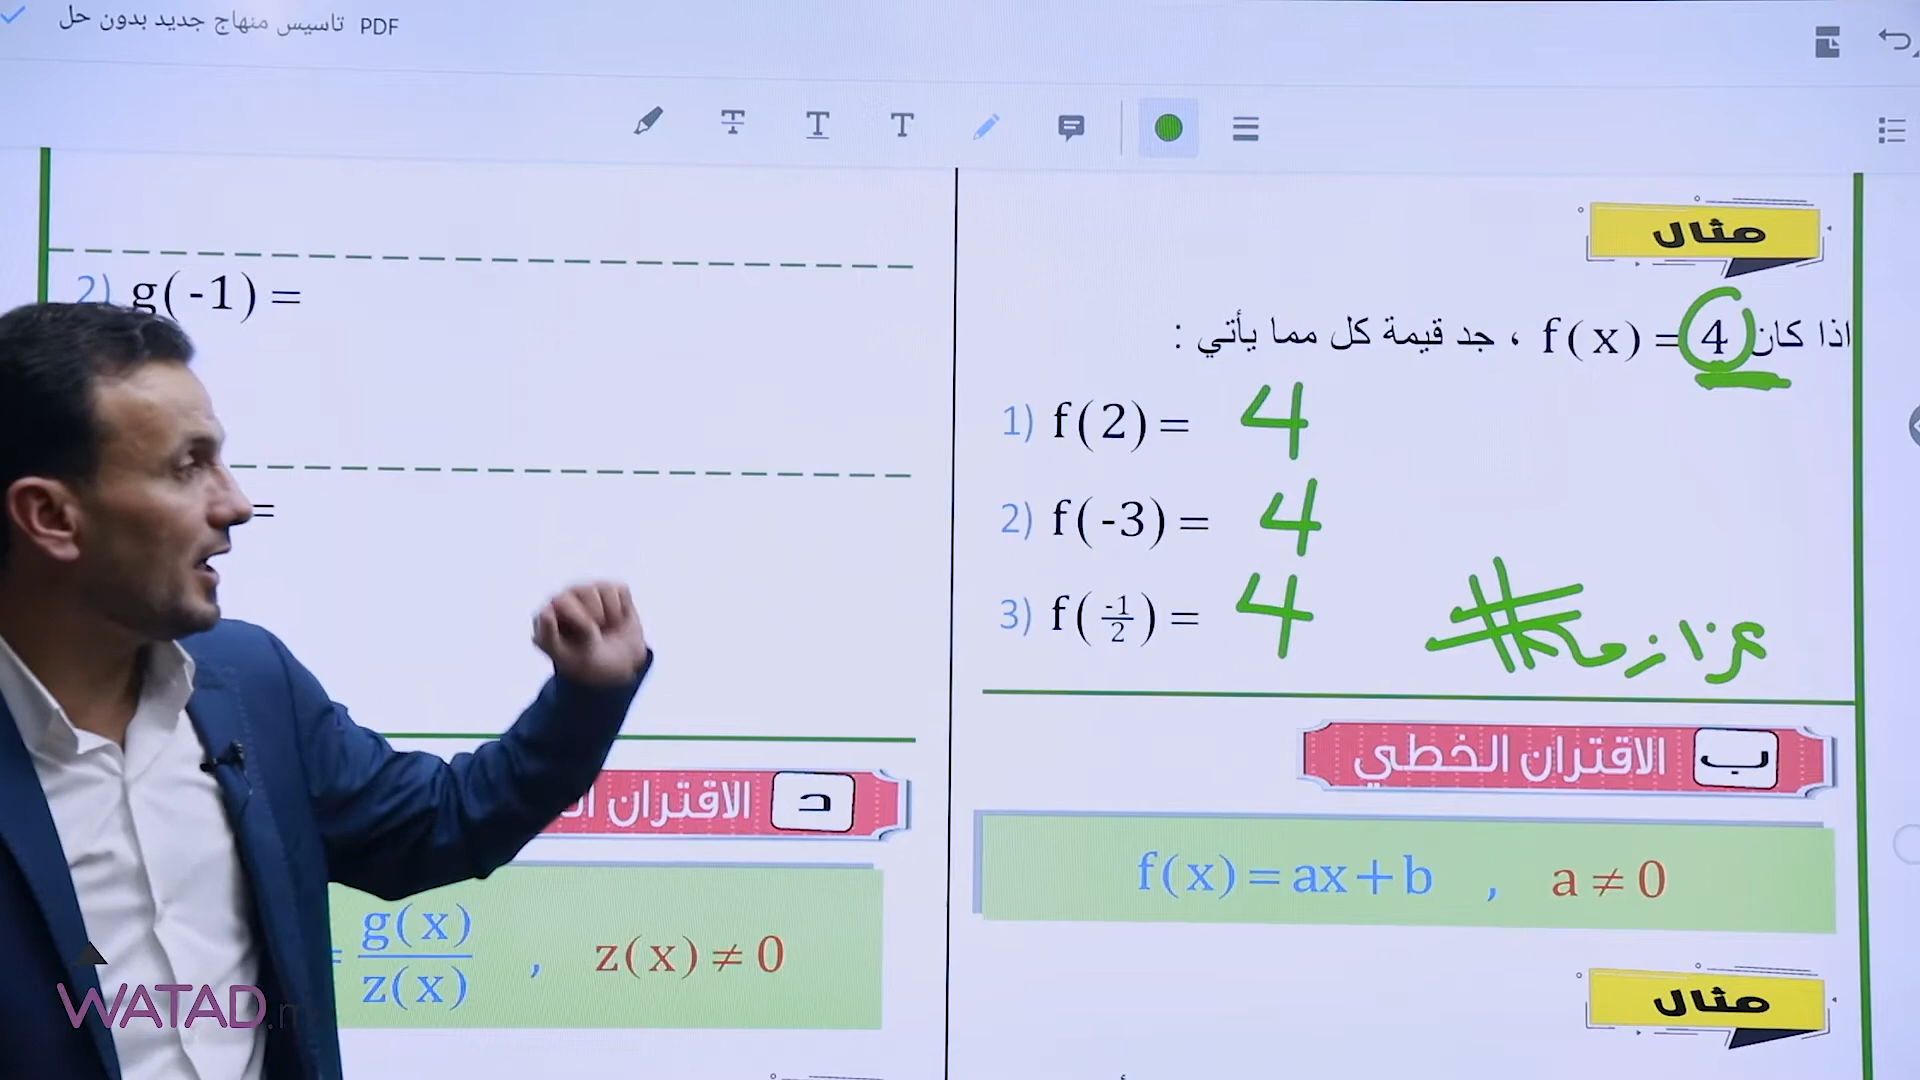 تاسيس منهاج جديد بدون حل PDF
مثال
اذا كان f(x) = 4 ، جد قيمة كل مما يأتي :
1) f(2) = 4
2) f(-3) = 4
3) f(-1/2) = 4
ب الاقتران الخطي
f(x) = ax + b , a ≠ 0
مثال
2) g(-1) =
=
د الاقتران
= g(x)/z(x) , z(x) ≠ 0
WATAD